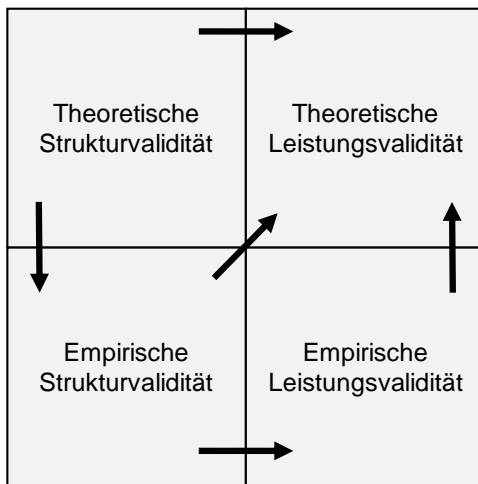 Theoretische
Strukturvalidität
Theoretische
Leistungsvalidität
Empirische
Strukturvalidität
Empirische
Leistungsvalidität